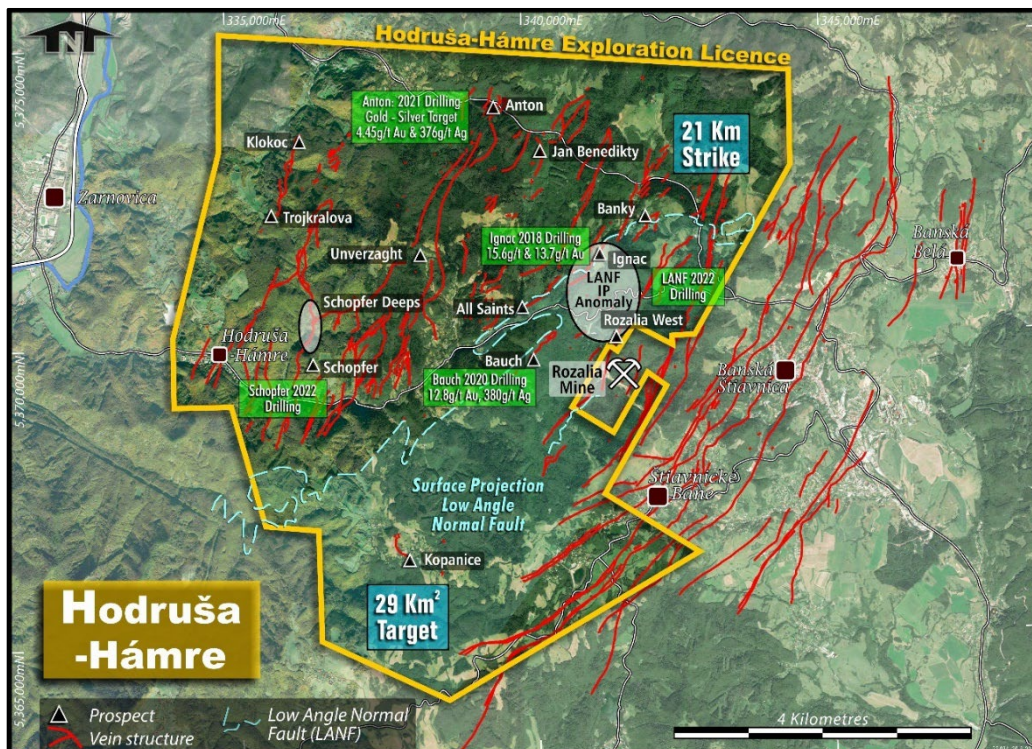 335,000mE
340,000mE
345,000mE
N
Hodruša-Hámre Exploration Licence
5,375,000mN
Anton: 2021 Drilling
Gold - Silver Target
4.45g/t Au & 376g/t Ag
Anton
21 Km
Strike
Klokoc
Jan Benedikty
Žarnovica
Trojkralova
Banky
Unverzaght
Ignac 2018 Drilling
15.6g/t & 13.7g/t Au
Ignac
Banská
Belá
LANF
IP
Anomaly
LANF 2022
Drilling
Schopfer Deeps
All Saints
Rozalia West
Hodruša
-Hámre
Schopfer
Bauch
Rozalia
Mine
Banská
Štiavnica
5,370,000mN
Schopfer 2022
Drilling
Bauch 2020 Drilling
12.8g/t Au, 380g/t Ag
Štiavnické
Bane
Surface Projection
Low Angle
Normal Fault
Kopanice
29 Km²
Target
Hodruša
-Hámre
5,365,000mN
Prospect
Vein structure
Low Angle Normal
Fault (LANF)
4 Kilometres